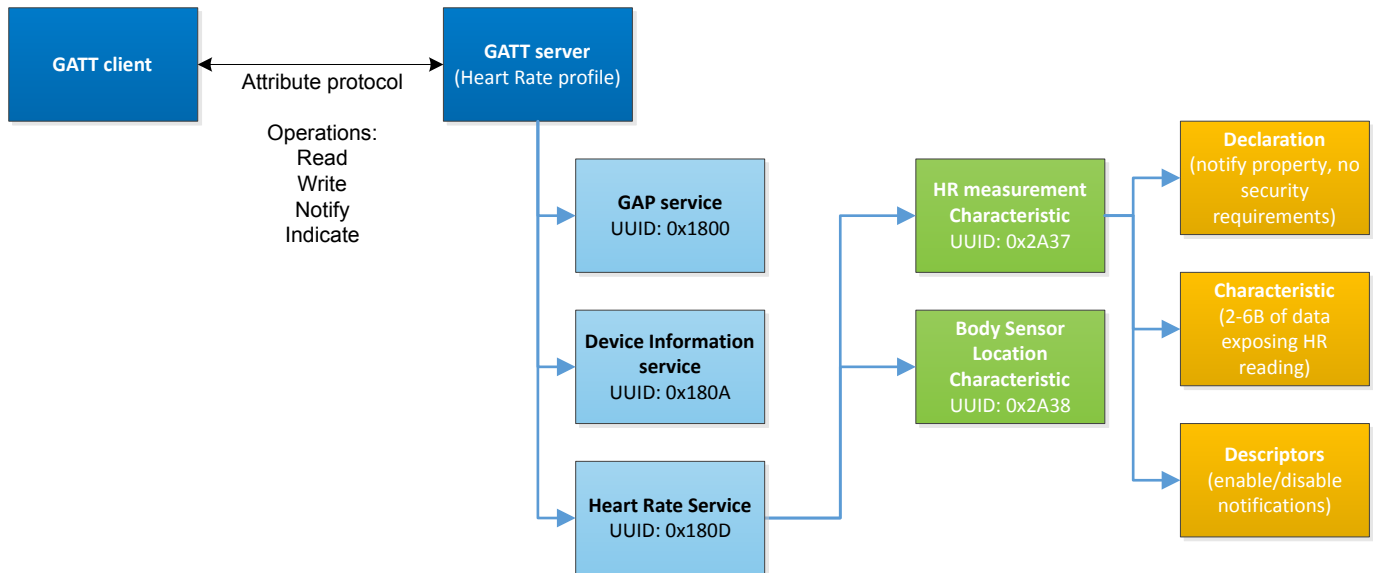 GATT client
Attribute protocol
Operations:
Read
Write
Notify
Indicate
GATT server
(Heart Rate profile)
GAP service
UUID: 0x1800
Device Information
service
UUID: 0x180A
Heart Rate Service
UUID: 0x180D
HR measurement
Characteristic
UUID: 0x2A37
Body Sensor
Location
Characteristic
UUID: 0x2A38
Declaration
(notify property, no
security
requirements)
Characteristic
(2-6B of data
exposing HR
reading)
Descriptors
(enable/disable
notifications)